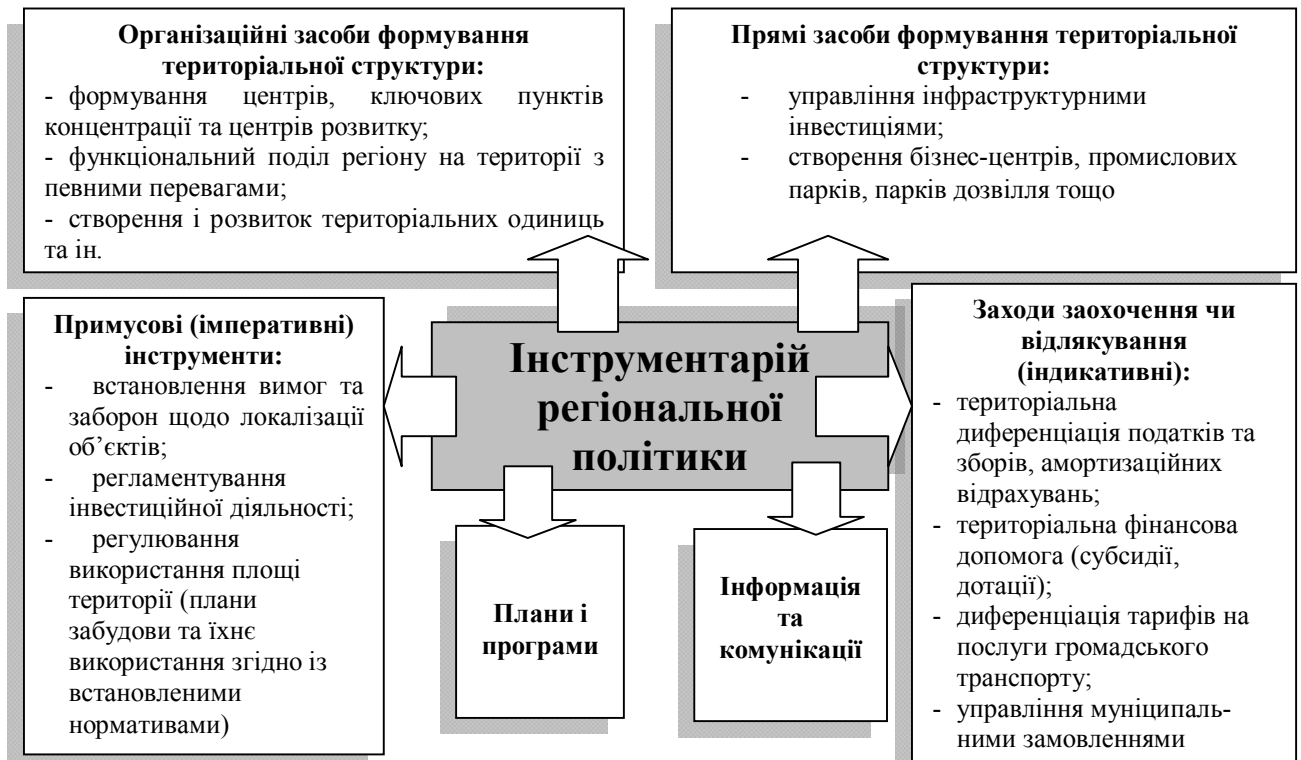 Організаційні засоби формування
територіальної структури:
- формування центрів, ключових пунктів
концентрації та центрів розвитку;
- функціональний поділ регіону на території з
певними перевагами;
- створення і розвиток територіальних одиниць
та ін.
Прямі засоби формування територіальної
структури:
- управління інфраструктурними
інвестиціями;
- створення бізнес-центрів, промислових
парків, парків дозвілля тощо
Примусові (імперативні)
інструменти:
- встановлення вимог та
заборон щодо локалізації
об’єктів;
- регламентування
інвестиційної діяльності;
- регулювання
використання площі
території (плани
забудови та їхнє
використання згідно із
встановленими
нормативами)
Інструментарій
регіональної
політики
Заходи заохочення чи
відлякування
(індикативні):
- територіальна
диференціація податків та
зборів, амортизаційних
відрахувань;
- територіальна фінансова
допомога (субсидії,
дотації);
- диференціація тарифів на
послуги громадського
транспорту;
- управління муніципаль-
ними замовленнями
Плани і
програми
Інформація
та
комунікації